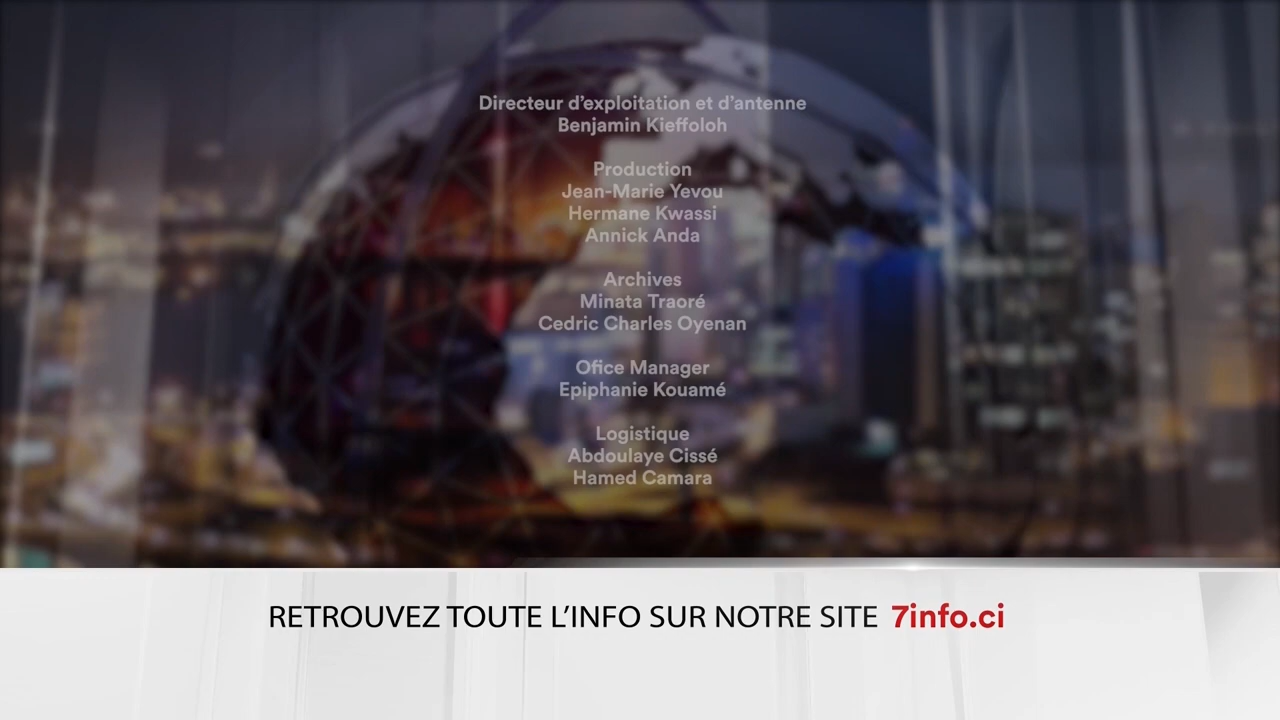 Directeur d'exploitation et d'antenne
Benjamin Kieffoloh
Production
Jean-Marie Yevou
Hermane Kwassi
Annick Anda
Archives
Minata Traoré
Cedric Charles Oyenan
Ofice Manager
Epiphanie Kouamé
Logistique
Abdoulaye Cissé
Hamed Camara
RETROUVEZ TOUTE L'INFO SUR NOTRE SITE 7info.ci